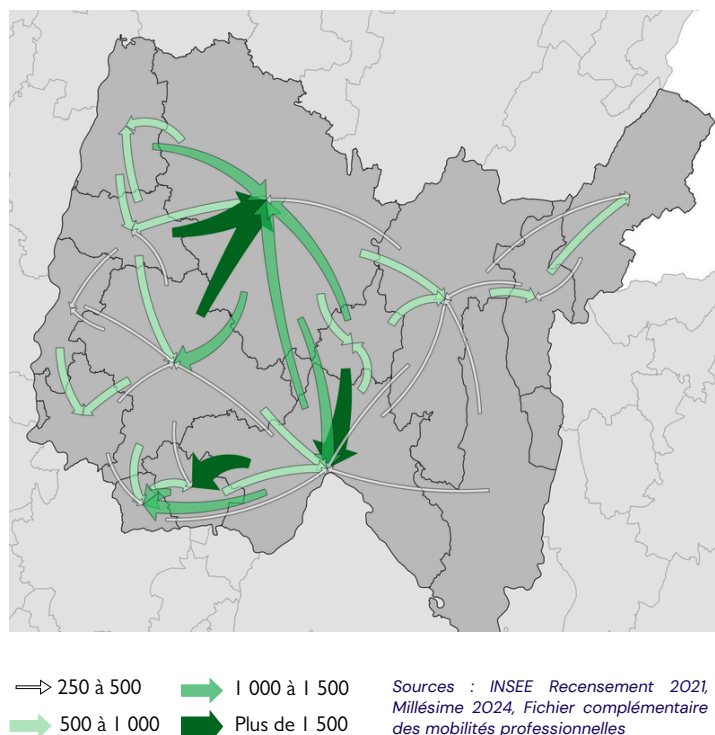 250 à 500
1 000 à 1 500
500 à 1 000
Plus de 1 500
Sources : INSEE Recensement 2021,
Millésime 2024, Fichier complémentaire
des mobilités professionnelles